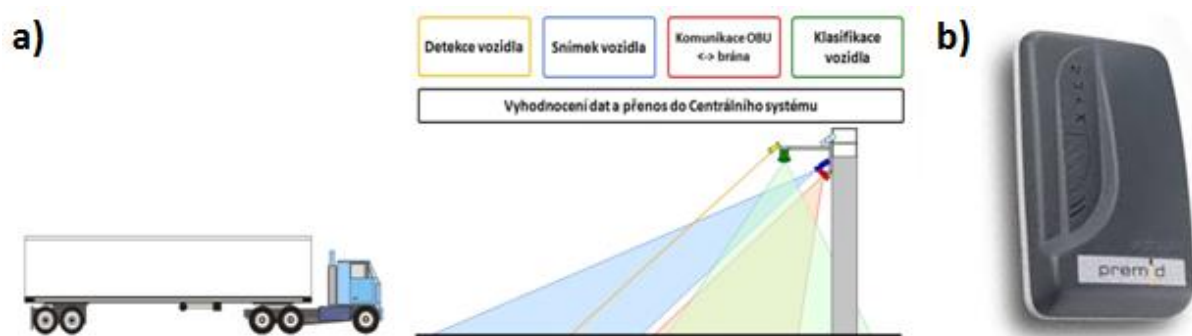 a)
Detekce vozidla
Snímek vozidla
Komunikace OBU
<-> brána
Klasifikace
vozidla
b)
Vyhodnocení dat a přenos do Centrálního systému
premid